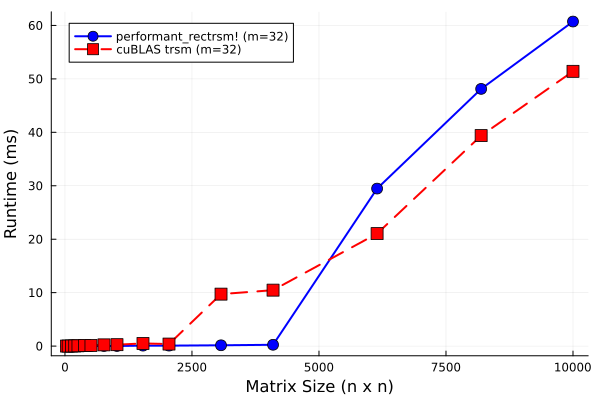 performant_rectrsm! (m=32)
cuBLAS trsm (m=32)
60
50
40
30
20
10
0
Runtime (ms)
0 2500 5000 7500 10000
Matrix Size (n x n)